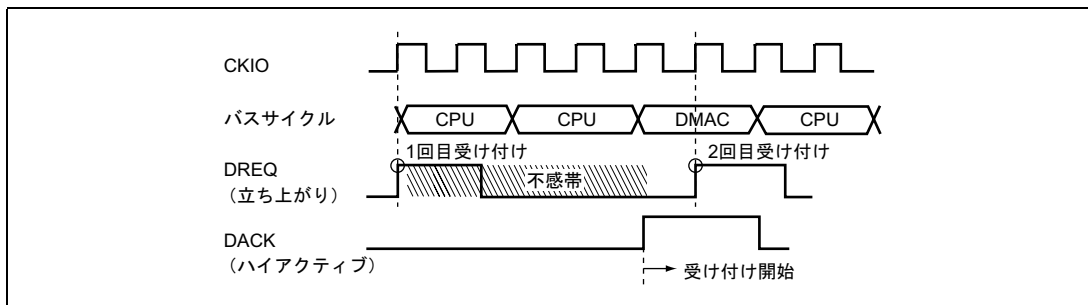 CKIO
バスサイクル
CPU
CPU
DMAC
CPU
1回目受け付け
2回目受け付け
DREQ
(立ち上がり)
不感帯
DACK
(ハイアクティブ)
受け付け開始